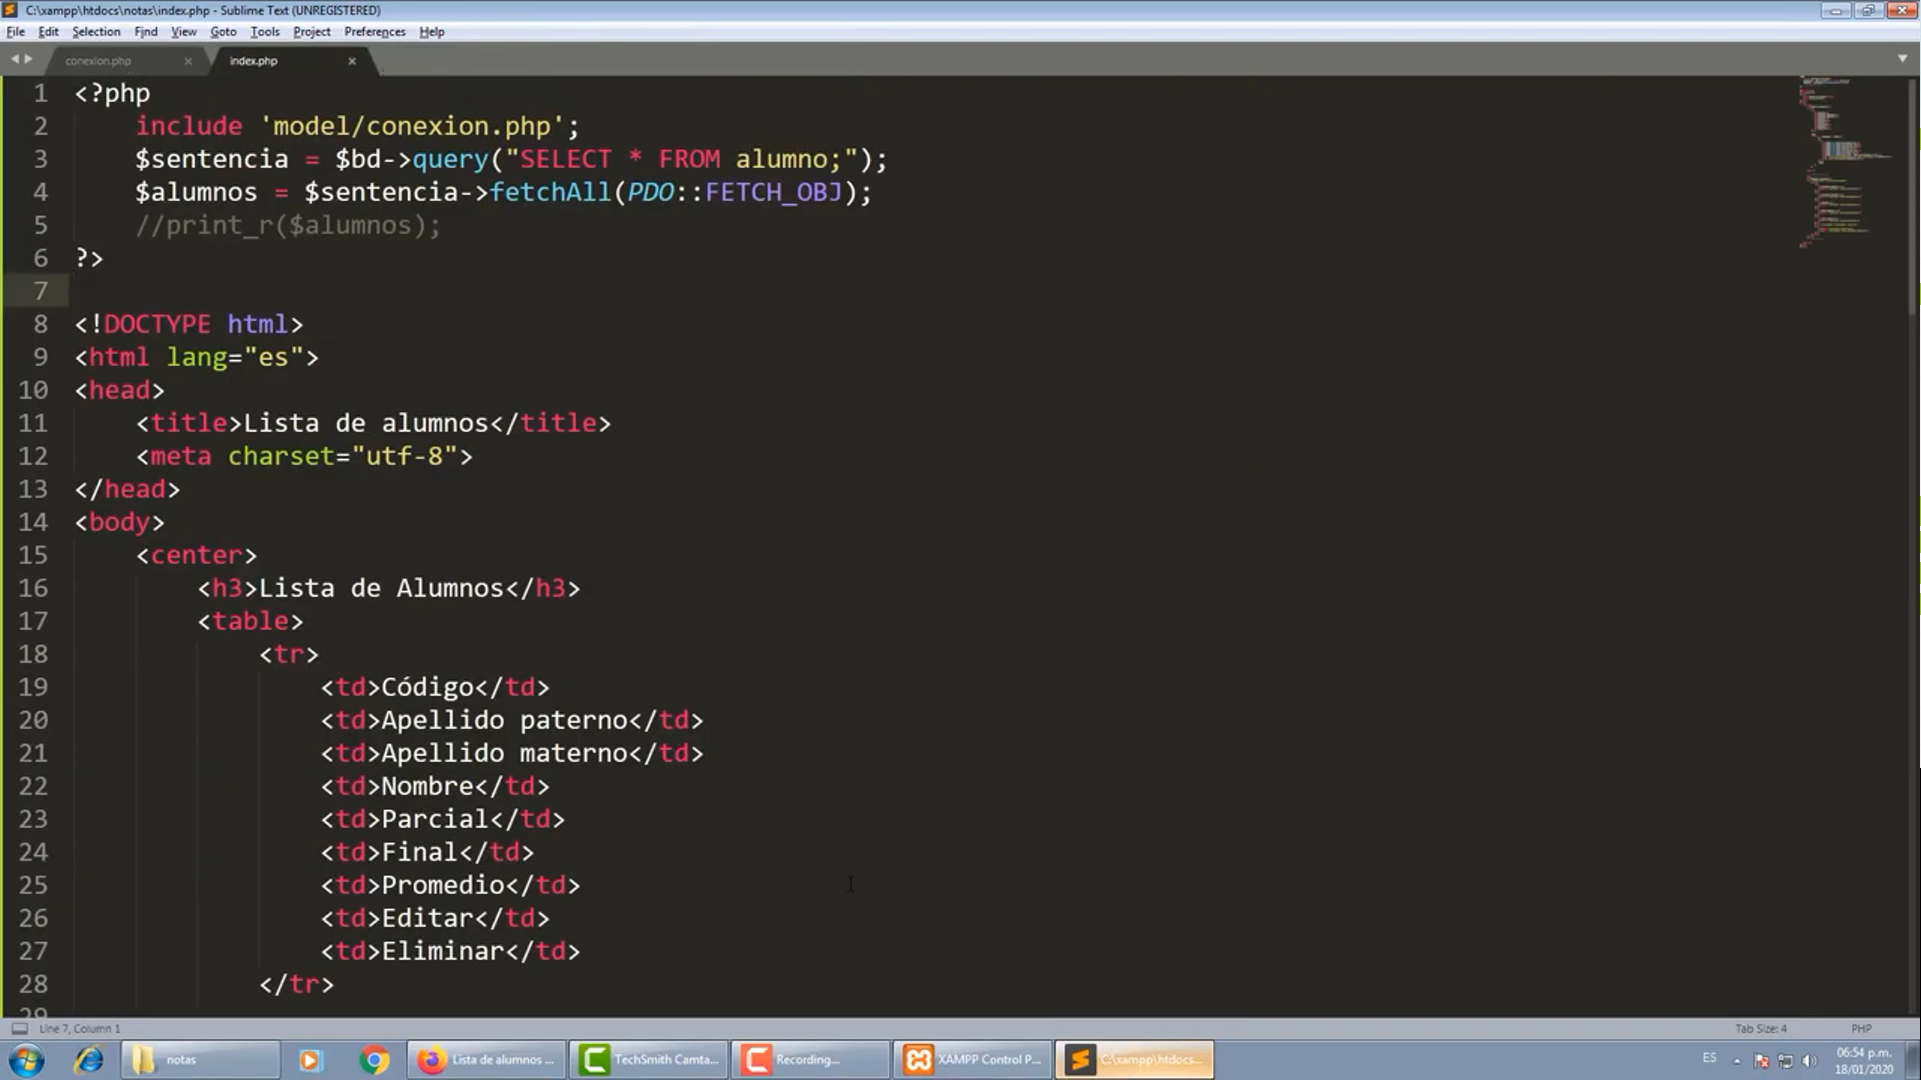 C:\xampp\htdocs\notas\index.php - Sublime Text (UNREGISTERED)
File Edit Selection Find View Goto Tools Project Preferences Help
conexion.php × index.php ×
1 <?php
2 include 'model/conexion.php';
3 $sentencia = $bd->query("SELECT * FROM alumno;");
4 $alumnos = $sentencia->fetchAll(PDO::FETCH_OBJ);
5 //print_r($alumnos);
6 ?>
7
8 <!DOCTYPE html>
9 <html lang="es">
10 <head>
11 <title>Lista de alumnos</title>
12 <meta charset="utf-8">
13 </head>
14 <body>
15 <center>
16 <h3>Lista de Alumnos</h3>
17 <table>
18 <tr>
19 <td>Código</td>
20 <td>Apellido paterno</td>
21 <td>Apellido materno</td>
22 <td>Nombre</td>
23 <td>Parcial</td>
24 <td>Final</td>
25 <td>Promedio</td>
26 <td>Editar</td>
27 <td>Eliminar</td>
28 </tr>
29
Line 7, Column 1 Tab Size: 4 PHP
notas Lista de alumnos ... TechSmith Camta... Recording... XAMPP Control P... C:\xampp\htdocs... ES 06:54 p.m.
18/01/2020